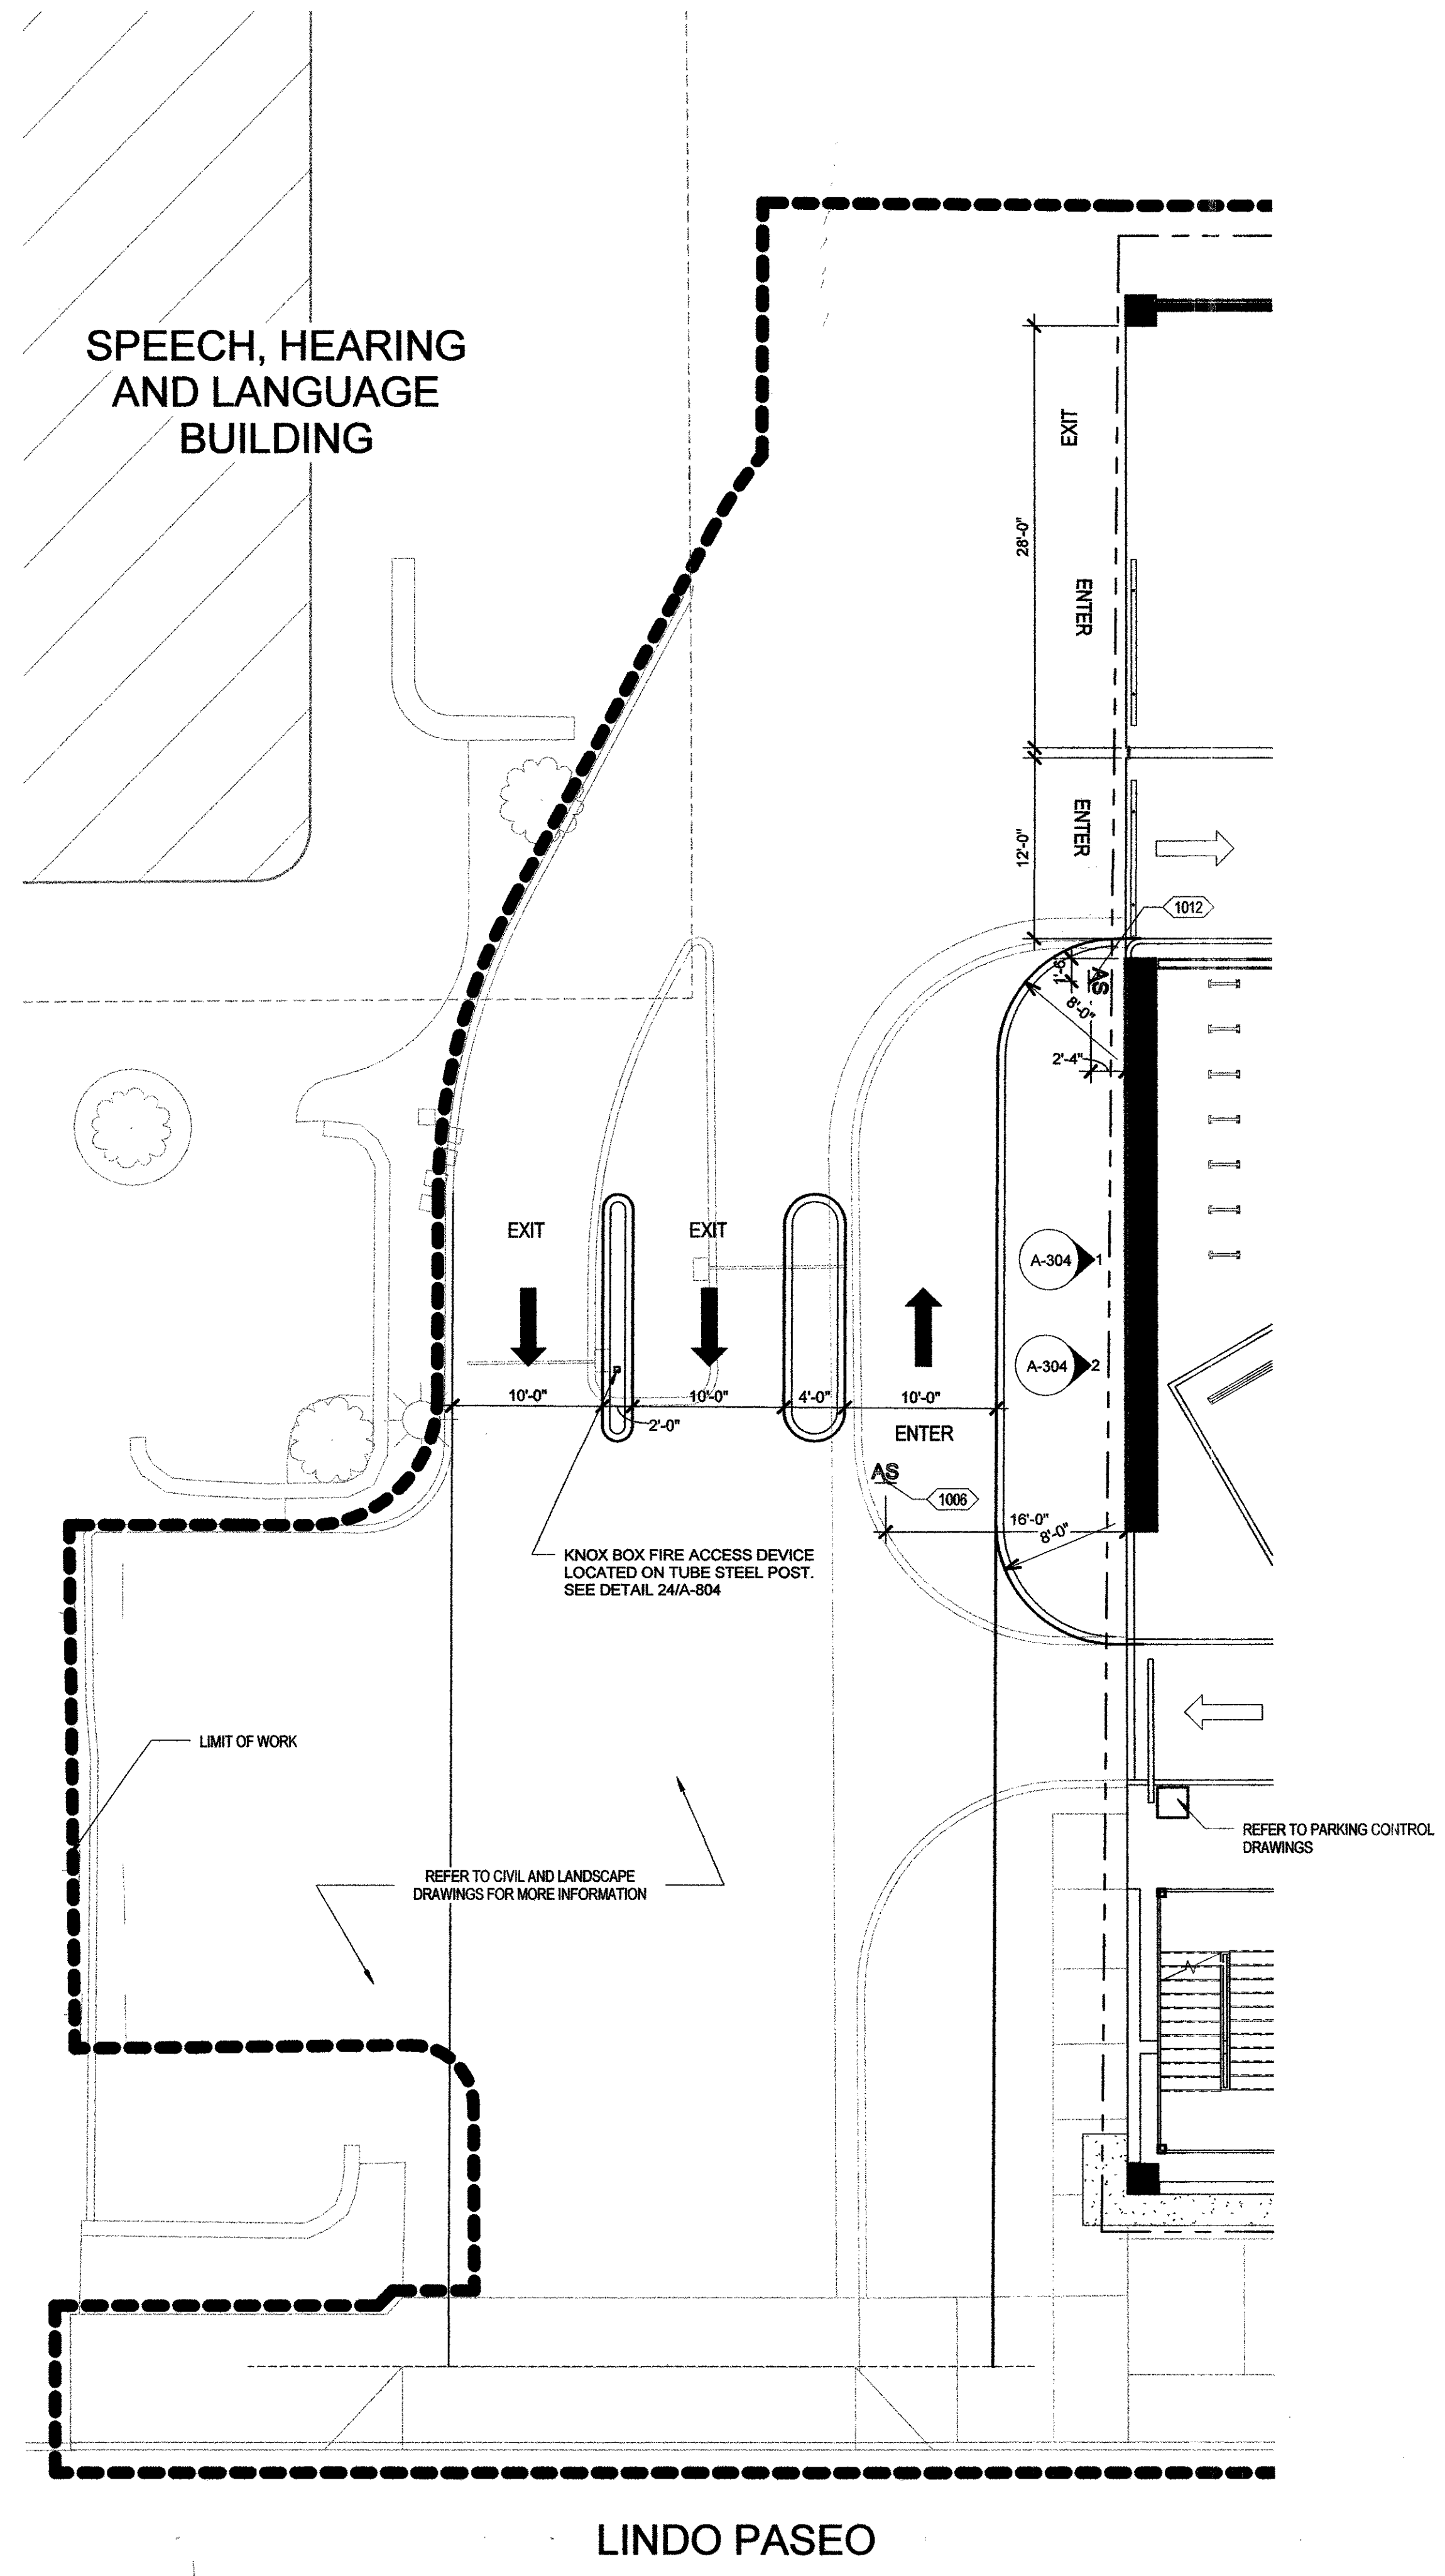 SPEECH, HEARING
AND LANGUAGE
BUILDING
EXIT
28'-0"
ENTER
ENTER
12'-0"
1012
1'-6"
AS
8'-0"
2'-4"
EXIT
EXIT
A-304
1
A-304
2
10'-0"
10'-0"
4'-0"
10'-0"
2'-0"
ENTER
AS
1006
16'-0"
8'-0"
KNOX BOX FIRE ACCESS DEVICE
LOCATED ON TUBE STEEL POST.
SEE DETAIL 24/A-804
LIMIT OF WORK
REFER TO PARKING CONTROL
DRAWINGS
REFER TO CIVIL AND LANDSCAPE
DRAWINGS FOR MORE INFORMATION
LINDO PASEO